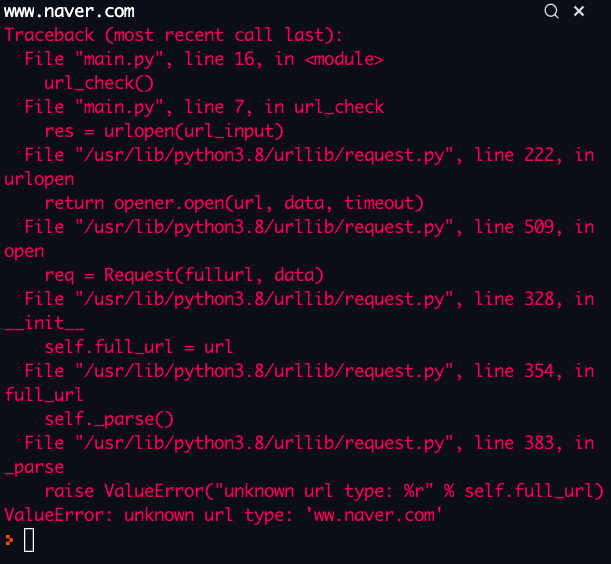 www.naver.com
Traceback (most recent call last):
  File "main.py", line 16, in <module>
    url_check()
  File "main.py", line 7, in url_check
    res = urlopen(url_input)
  File "/usr/lib/python3.8/urllib/request.py", line 222, in
urlopen
    return opener.open(url, data, timeout)
  File "/usr/lib/python3.8/urllib/request.py", line 509, in
open
    req = Request(fullurl, data)
  File "/usr/lib/python3.8/urllib/request.py", line 328, in
__init__
    self.full_url = url
  File "/usr/lib/python3.8/urllib/request.py", line 354, in
full_url
    self._parse()
  File "/usr/lib/python3.8/urllib/request.py", line 383, in
_parse
    raise ValueError("unknown url type: %r" % self.full_url)
ValueError: unknown url type: 'ww.naver.com'